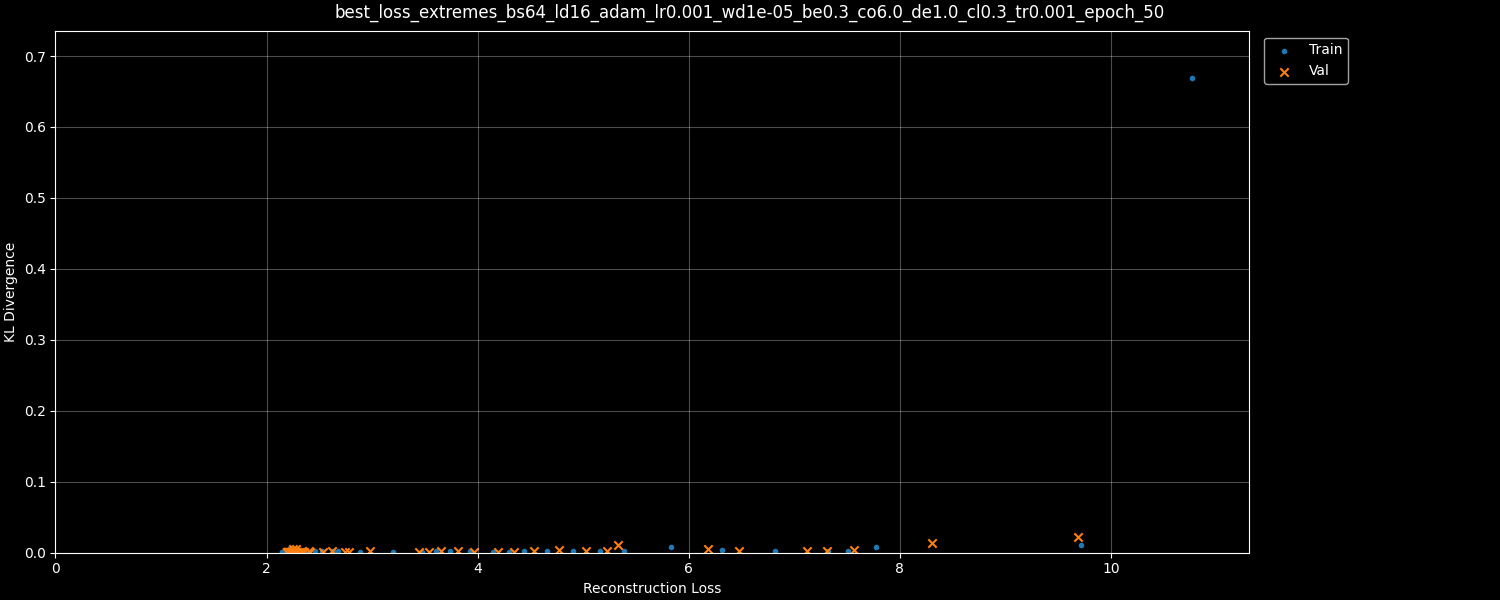 best_loss_extremes_bs64_ld16_adam_lr0.001_wd1e-05_be0.3_co6.0_de1.0_cl0.3_tr0.001_epoch_50
Train
Val
KL Divergence
0.7
0.6
0.5
0.4
0.3
0.2
0.1
0.0
0 2 4 6 8 10
Reconstruction Loss